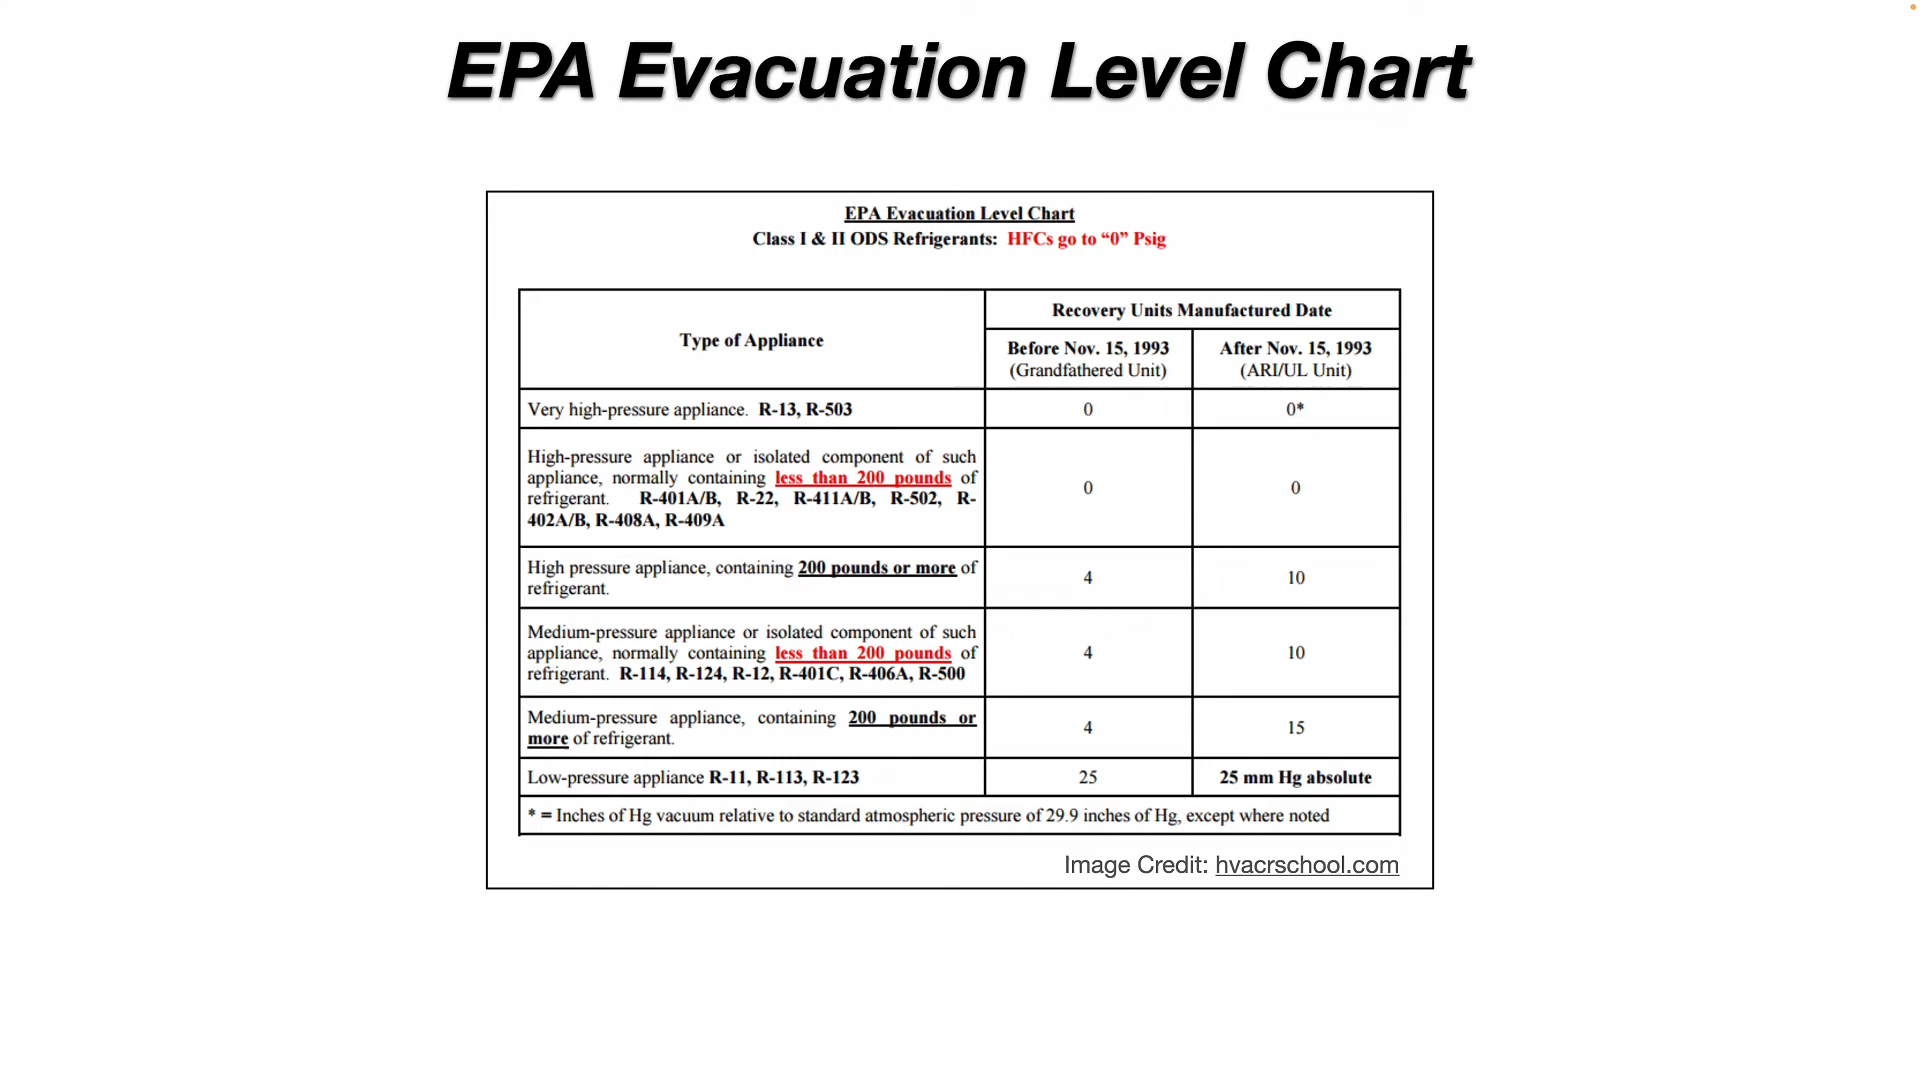 EPA Evacuation Level Chart
EPA Evacuation Level Chart
Class I & II ODS Refrigerants: HFCs go to “0” Psig
Type of Appliance
Recovery Units Manufactured Date
Before Nov. 15, 1993
(Grandfathered Unit)
After Nov. 15, 1993
(ARI/UL Unit)
Very high-pressure appliance. R-13, R-503
0
0*
High-pressure appliance or isolated component of such
appliance, normally containing less than 200 pounds of
refrigerant. R-401A/B, R-22, R-411A/B, R-502, R-
402A/B, R-408A, R-409A
0
0
High pressure appliance, containing 200 pounds or more of
refrigerant.
4
10
Medium-pressure appliance or isolated component of such
appliance, normally containing less than 200 pounds of
refrigerant. R-114, R-124, R-12, R-401C, R-406A, R-500
4
10
Medium-pressure appliance, containing 200 pounds or
more of refrigerant.
4
15
Low-pressure appliance R-11, R-113, R-123
25
25 mm Hg absolute
* = Inches of Hg vacuum relative to standard atmospheric pressure of 29.9 inches of Hg, except where noted
Image Credit: hvacrschool.com